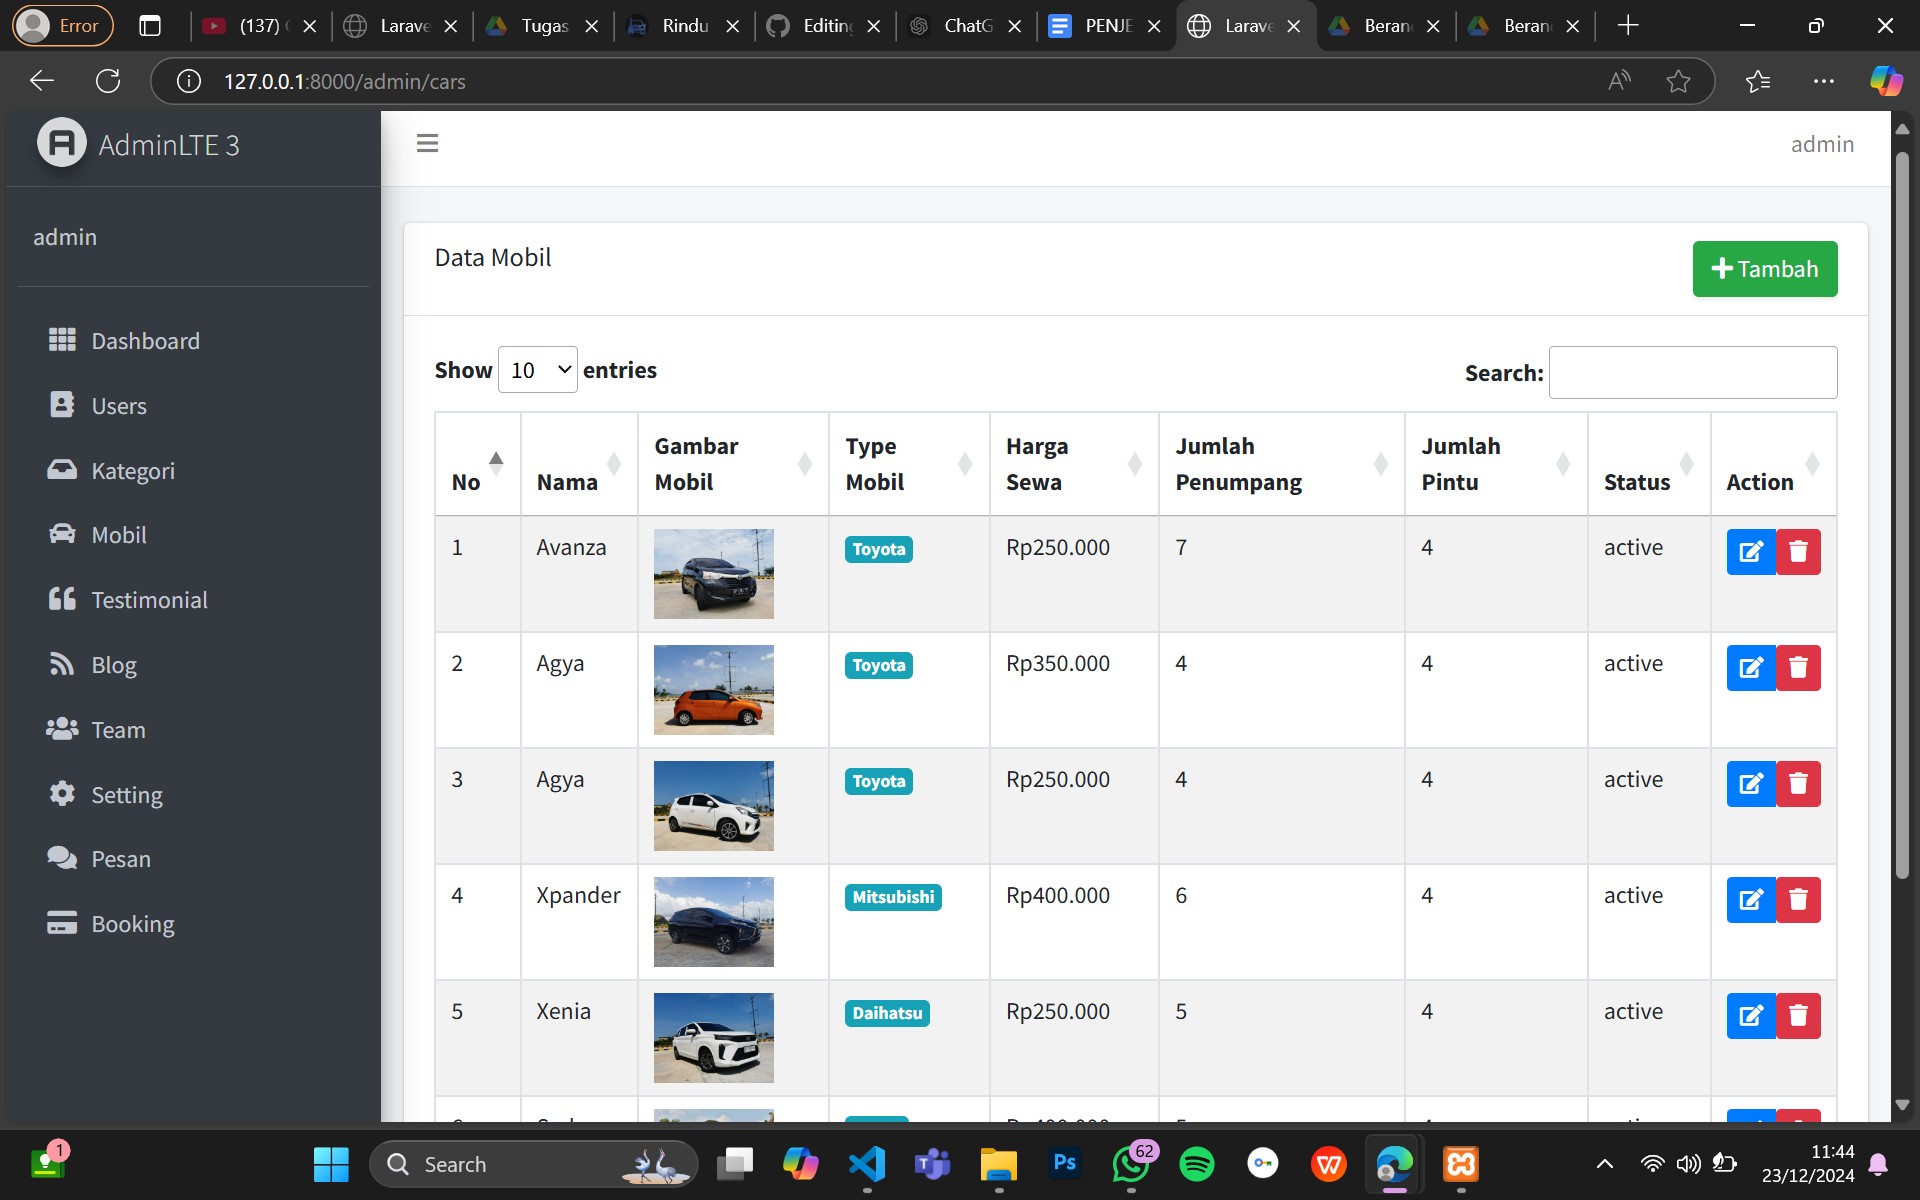 Error
(137)
Larave
Tugas
Rindu
Editing
ChatG
PENJE
Larave
Beran
Beran
127.0.0.1:8000/admin/cars
AdminLTE 3
admin
admin
Dashboard
Users
Kategori
Mobil
Testimonial
Blog
Team
Setting
Pesan
Booking
Data Mobil
Tambah
Show 10 entries
Search:
No Nama Gambar Mobil Type Mobil Harga Sewa Jumlah Penumpang Jumlah Pintu Status Action
1 Avanza Toyota Rp250.000 7 4 active
2 Agya Toyota Rp350.000 4 4 active
3 Agya Toyota Rp250.000 4 4 active
4 Xpander Mitsubishi Rp400.000 6 4 active
5 Xenia Daihatsu Rp250.000 5 4 active
1
Search
Ps
62
11:44
23/12/2024